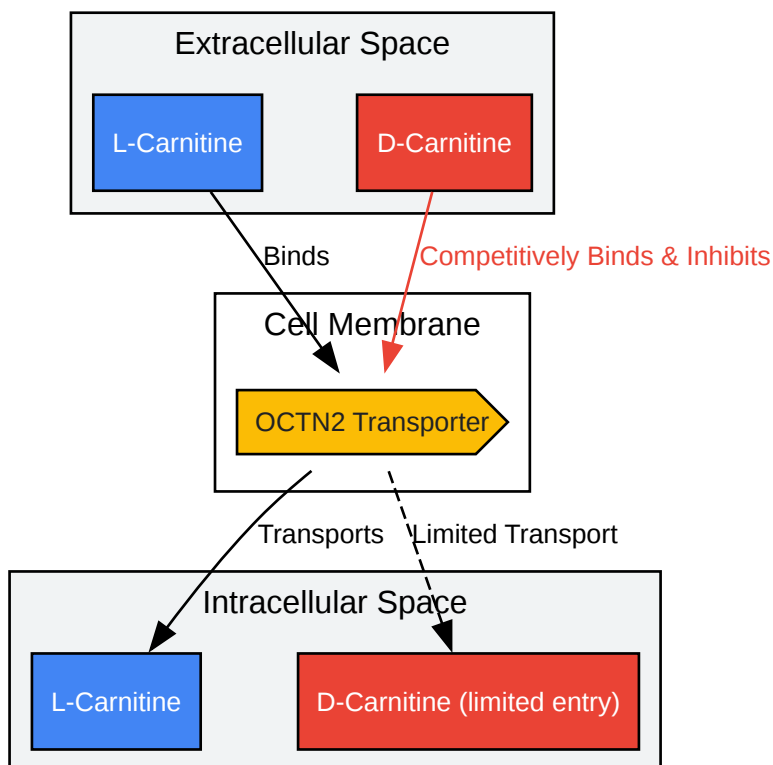 Extracellular Space
L-Carnitine
D-Carnitine
Binds
Competitively Binds & Inhibits
Cell Membrane
OCTN2 Transporter
Transports
Limited Transport
Intracellular Space
L-Carnitine
D-Carnitine (limited entry)